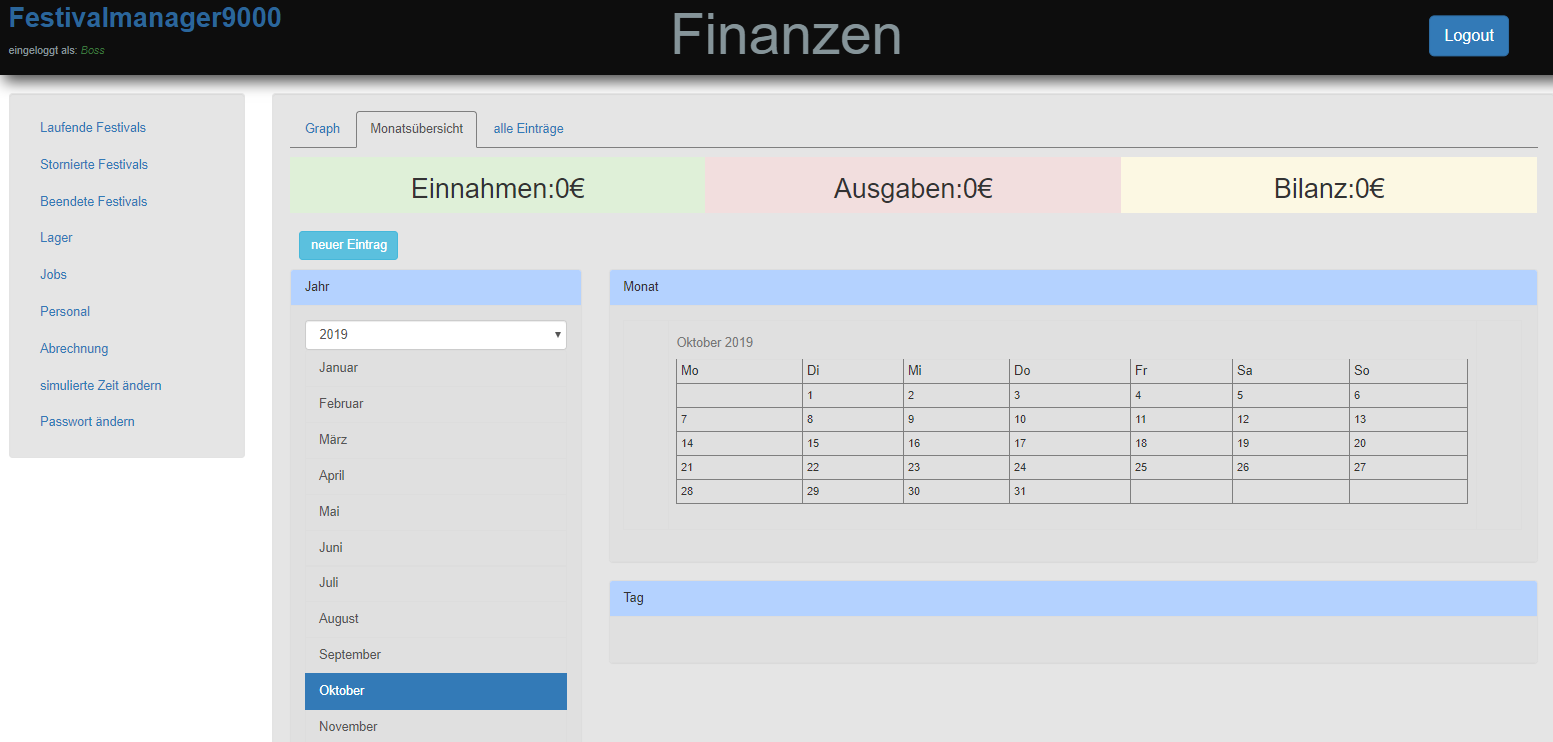 Festivalmanager9000
eingeloggt als: Boss
Finanzen
Logout
Laufende Festivals
Stornierte Festivals
Beendete Festivals
Lager
Jobs
Personal
Abrechnung
simulierte Zeit ändern
Passwort ändern
Graph Monatsübersicht alle Einträge
Einnahmen:0€ Ausgaben:0€ Bilanz:0€
neuer Eintrag
Jahr
2019
Januar
Februar
März
April
Mai
Juni
Juli
August
September
Oktober
November
Monat
Oktober 2019
Mo Di Mi Do Fr Sa So
1 2 3 4 5 6
7 8 9 10 11 12 13
14 15 16 17 18 19 20
21 22 23 24 25 26 27
28 29 30 31
Tag